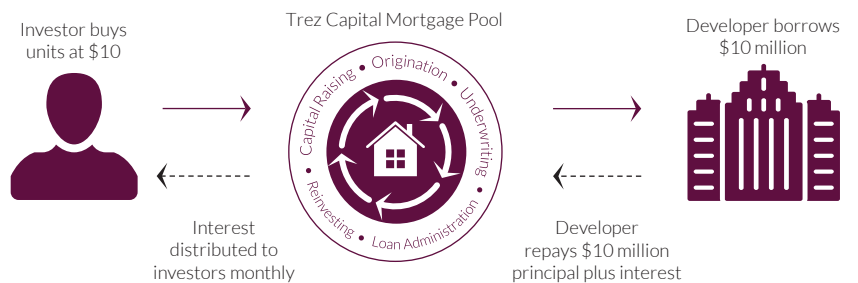 Investor buys
units at $10
Trez Capital Mortgage Pool
Developer borrows
$10 million
Capital Raising • Origination • Underwriting • Loan Administration • Reinvesting •
Interest
distributed to
investors monthly
Developer
repays $10 million
principal plus interest